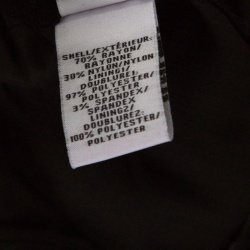 SHELL/EXTÉRIEUR:
70% RAYON/
RAYONNE
30% NYLON/NYLON
LINING1/
DOUBLURE1:
97% POLYESTER/
POLYESTER
3% SPANDEX/
SPANDEX
LINING2/
DOUBLURE2:
100% POLYESTER/
POLYESTER